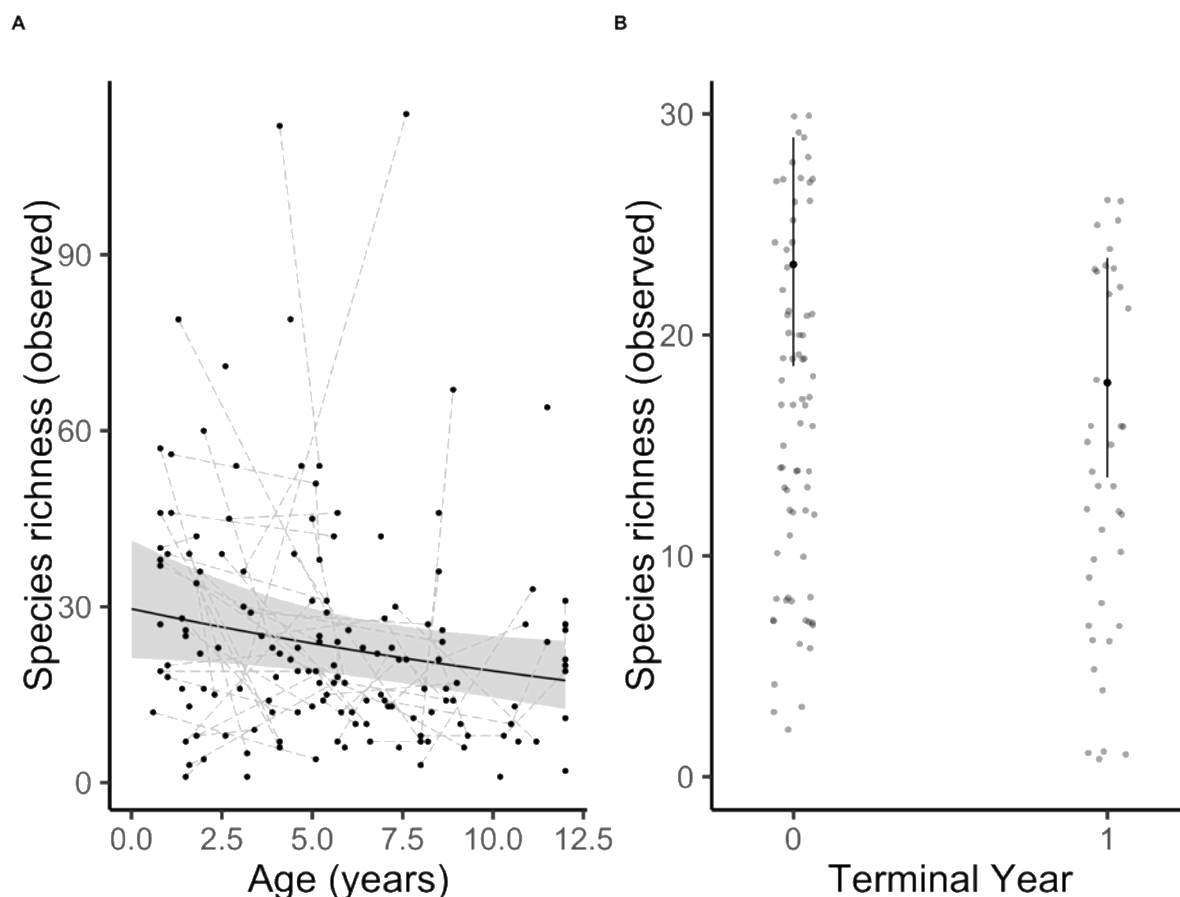 A
Species richness (observed)
90
60
30
0
0.0 2.5 5.0 7.5 10.0 12.5
Age (years)
B
Species richness (observed)
30
20
10
0
0 1
Terminal Year